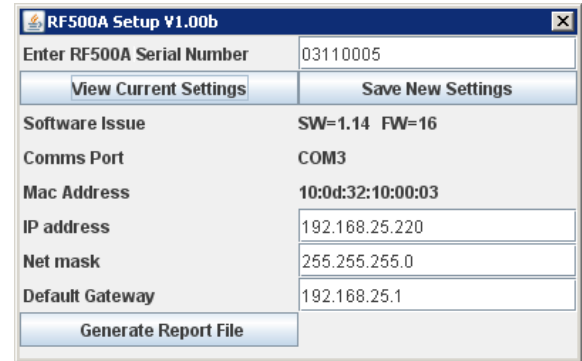 RF500A Setup V1.00b
Enter RF500A Serial Number 03110005
View Current Settings Save New Settings
Software Issue SW=1.14 FW=16
Comms Port COM3
Mac Address 10:0d:32:10:00:03
IP address 192.168.25.220
Net mask 255.255.255.0
Default Gateway 192.168.25.1
Generate Report File